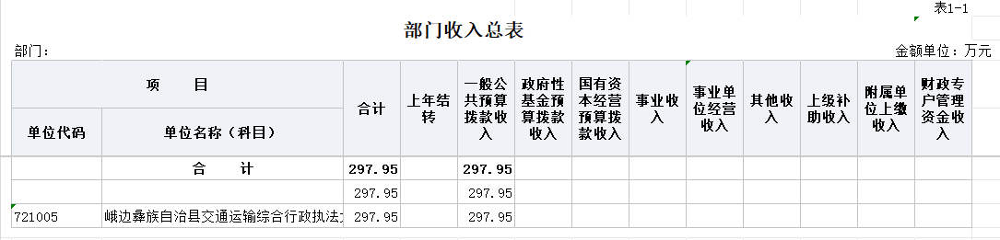 表1-1
部门收入总表
部门：
金额单位：万元
项 目
合计
上年结
转
一般公
共预算
拨款收
入
政府性
基金预
算拨款
收入
国有资
本经营
预算拨
款收入
事业收
入
事业单
位经营
收入
其他收
入
上级补
助收入
附属单
位上缴
收入
财政专
户管理
资金收
入
单位代码
单位名称（科目）
合 计
297.95
297.95
297.95
297.95
721005
峨边彝族自治县交通运输综合行政执法
297.95
297.95